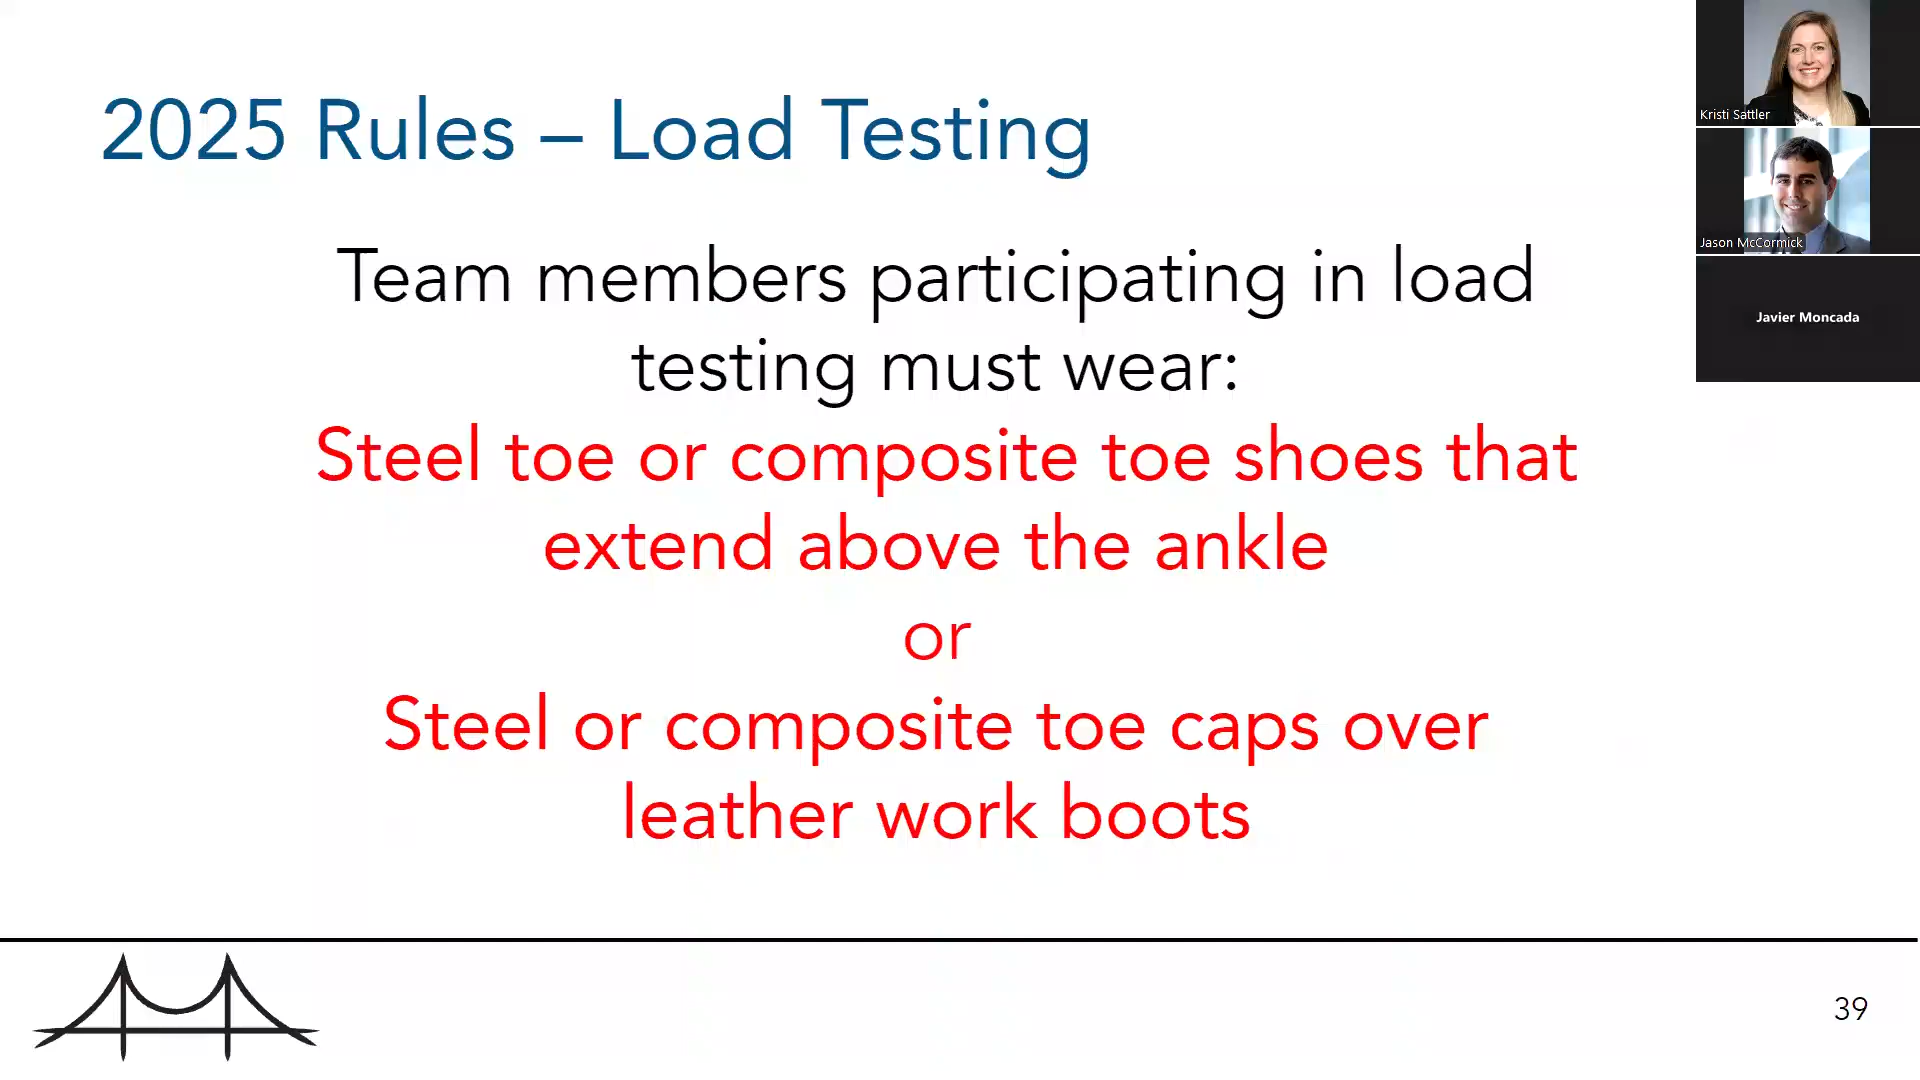 2025 Rules – Load Testing
Team members participating in load
testing must wear:
Steel toe or composite toe shoes that
extend above the ankle
or
Steel or composite toe caps over
leather work boots
39
Kristi Sattler
Jason McCormick
Javier Moncada